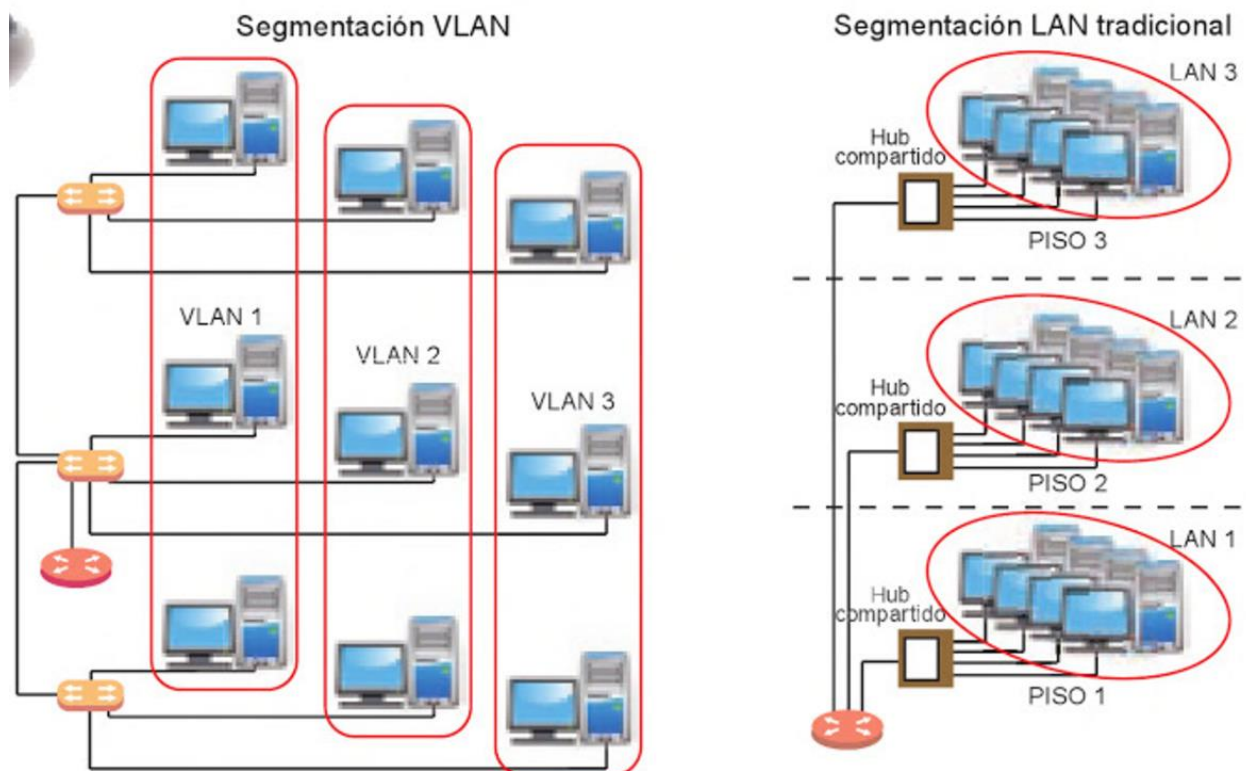 Segmentación VLAN
VLAN 1
VLAN 2
VLAN 3
Segmentación LAN tradicional
LAN 3
Hub
compartido
PISO 3
LAN 2
Hub
compartido
PISO 2
LAN 1
Hub
compartido
PISO 1